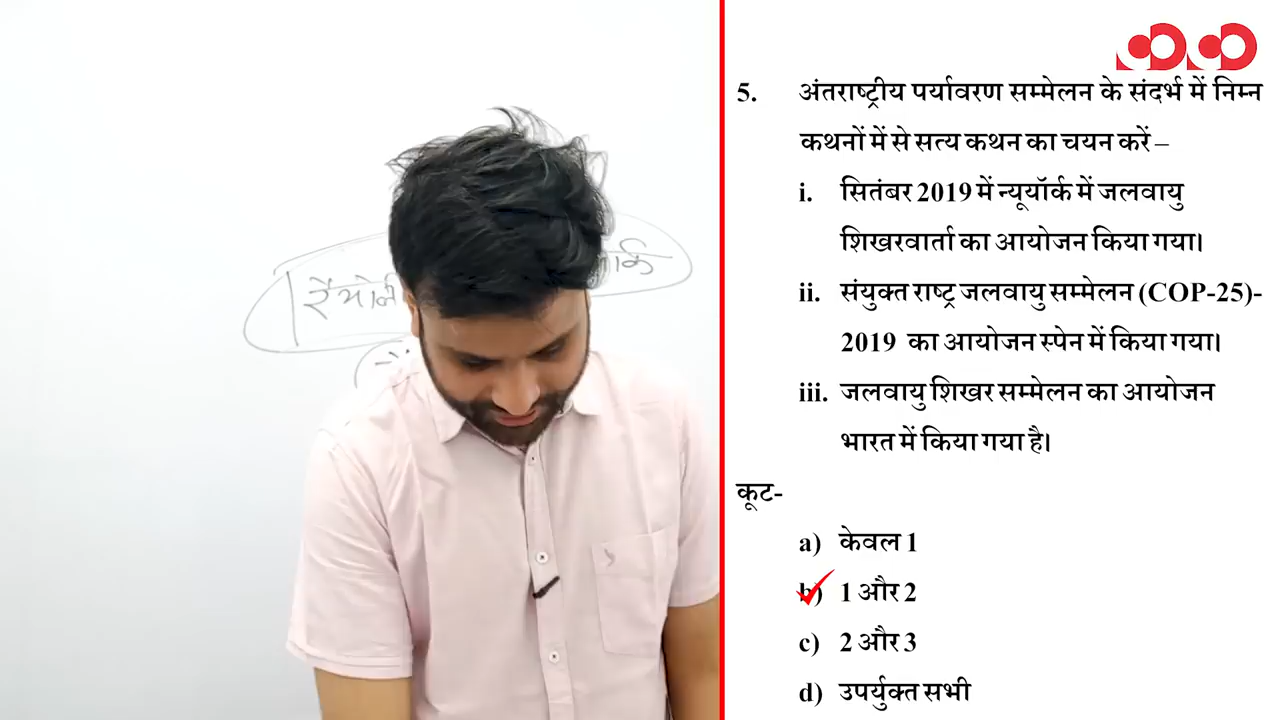 रेंयो
5. अंतराष्ट्रीय पर्यावरण सम्मेलन के संदर्भ में निम्न
कथनों में से सत्य कथन का चयन करें –
i. सितंबर 2019 में न्यूयॉर्क में जलवायु
शिखरवार्ता का आयोजन किया गया।
ii. संयुक्त राष्ट्र जलवायु सम्मेलन (COP-25)-
2019 का आयोजन स्पेन में किया गया।
iii. जलवायु शिखर सम्मेलन का आयोजन
भारत में किया गया है।
कूट-
a) केवल 1
b) 1 और 2
c) 2 और 3
d) उपर्युक्त सभी